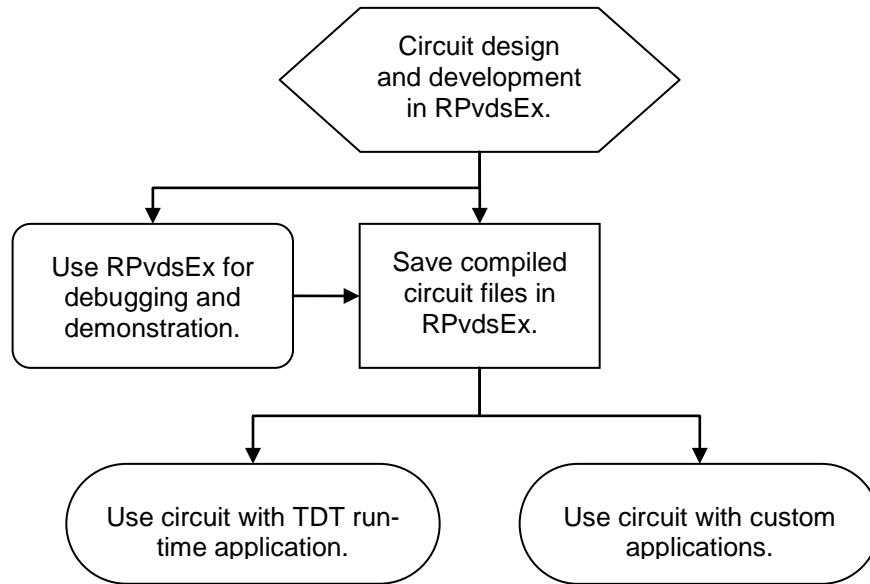 Circuit design
and development
in RPvdsEx.
Use RPvdsEx for
debugging and
demonstration.
Save compiled
circuit files in
RPvdsEx.
Use circuit with TDT run-
time application.
Use circuit with custom
applications.